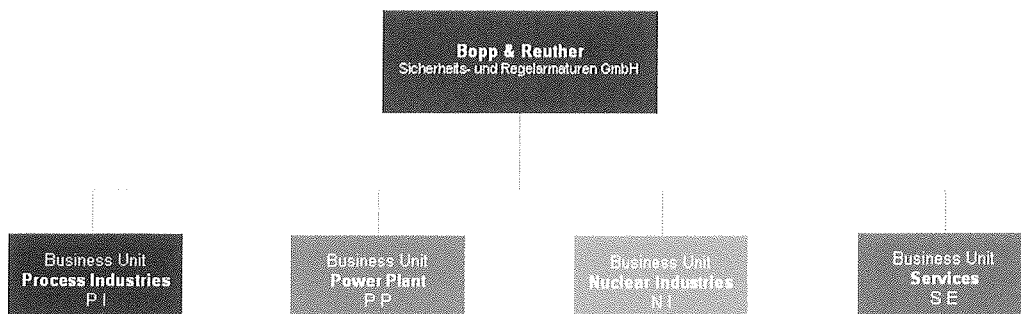 Bopp & Reuther
Sicherheits- und Regelarmaturen GmbH
Business Unit
Process Industries
P I
Business Unit
Power Plant
P P
Business Unit
Nuclear Industries
N I
Business Unit
Services
S E